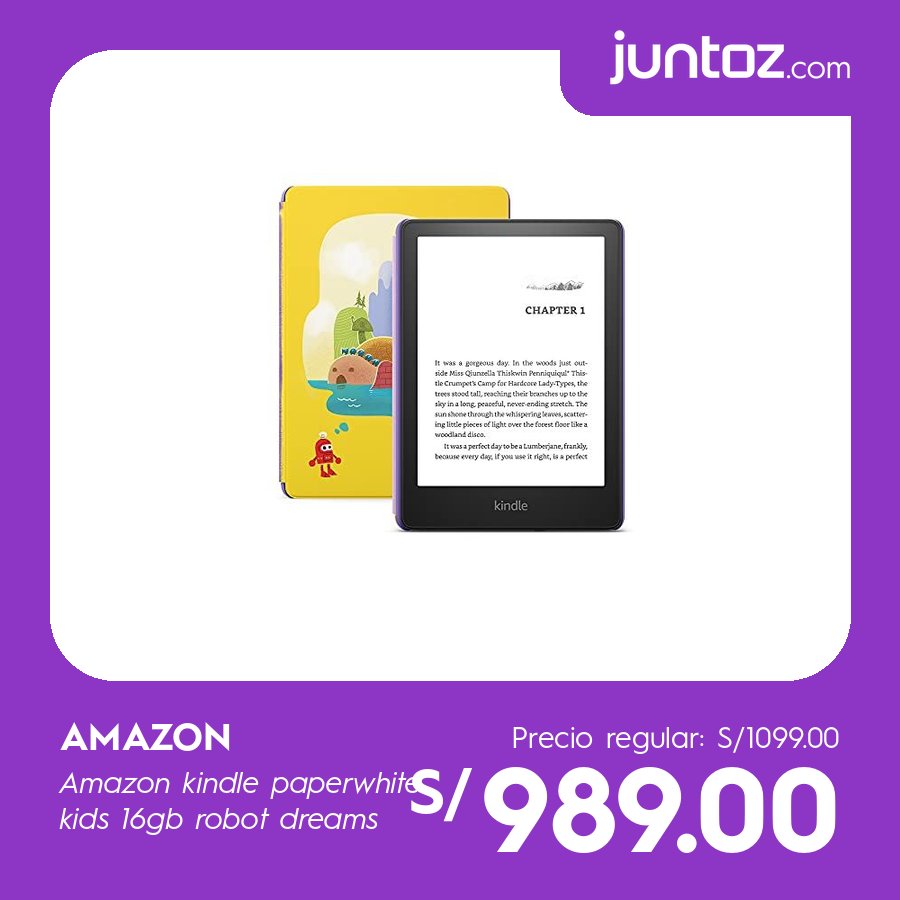 juntoz.com
CHAPTER 1
It was a gorgeous day. In the woods just out-
side Miss Qiunzella Thiskwin Penniquiqul This-
tle Crumpet's Camp for Hardcore Lady-Types, the
trees stood tall, reaching their branches up to the
sky in a long, peaceful, never-ending stretch. The
sun shone through the whispering leaves, scatter-
ing little pieces of light over the forest floor like a
woodland disco.
It was a perfect day to be a Lumberjane, frankly,
because every day, if you use it right, is a perfect
kindle
AMAZON
Amazon kindle paperwhite
kids 16gb robot dreams
Precio regular: S/1099.00
S/989.00